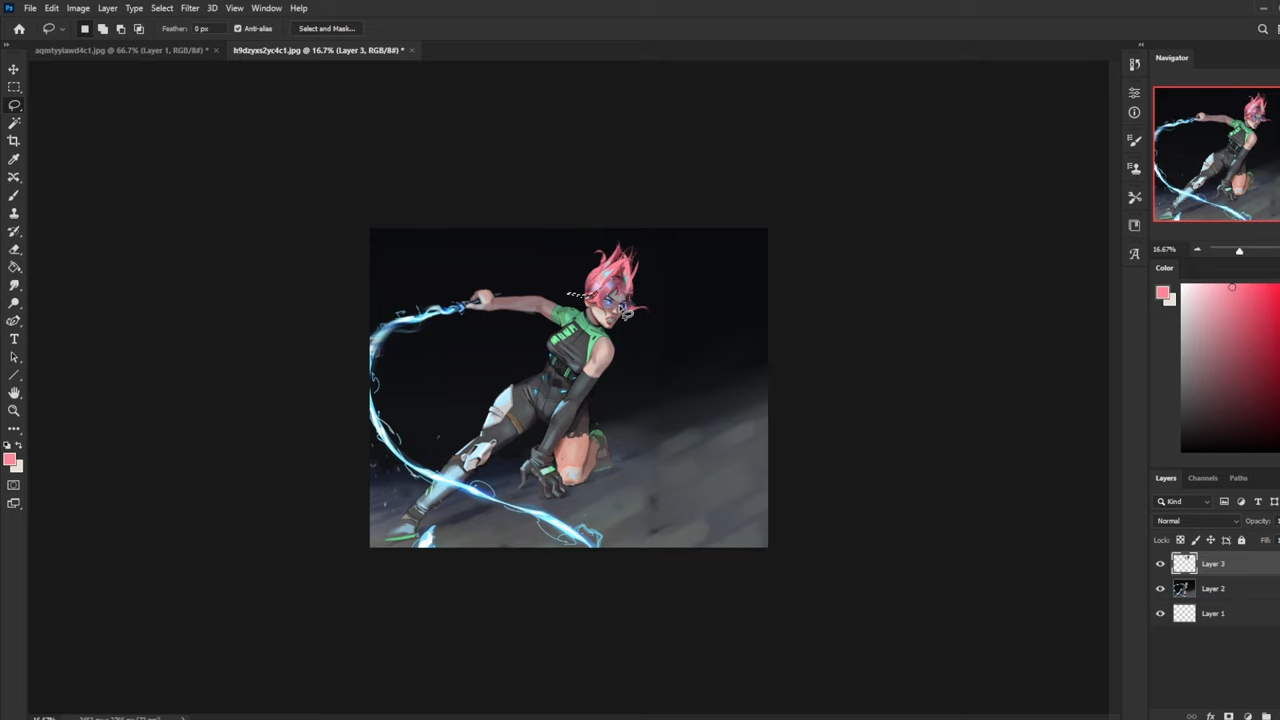 Ps File Edit Image Layer Type Select Filter 3D View Window Help
Feather: 0 px Anti-alias Select and Mask...
aqmtyyiawd4c1.jpg @ 66.7% (Layer 1, RGB/8#) * × h9dzyxs2yc4c1.jpg @ 16.7% (Layer 3, RGB/8#) * ×
Navigator
16.67%
Color
Layers Channels Paths
Kind
Normal Opacity:
Lock: Fill:
Layer 3
Layer 2
Layer 1